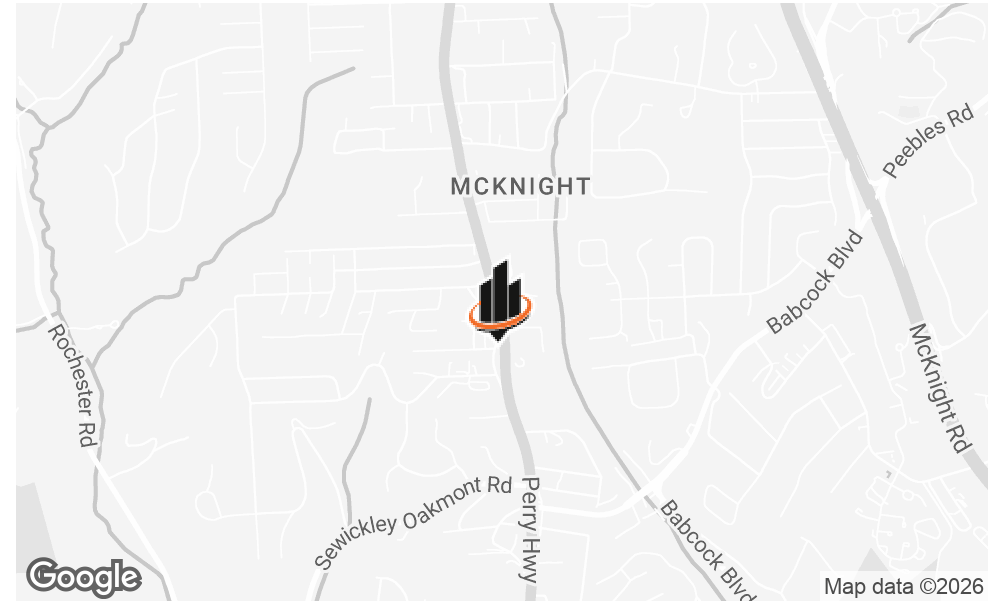 Peebles Rd
MCKNIGHT
Babcock Blvd
Rochester Rd
McKnight Rd
Sewickley Oakmont Rd
Perry Hwy
Babcock Blvd
Google
Map data ©2026